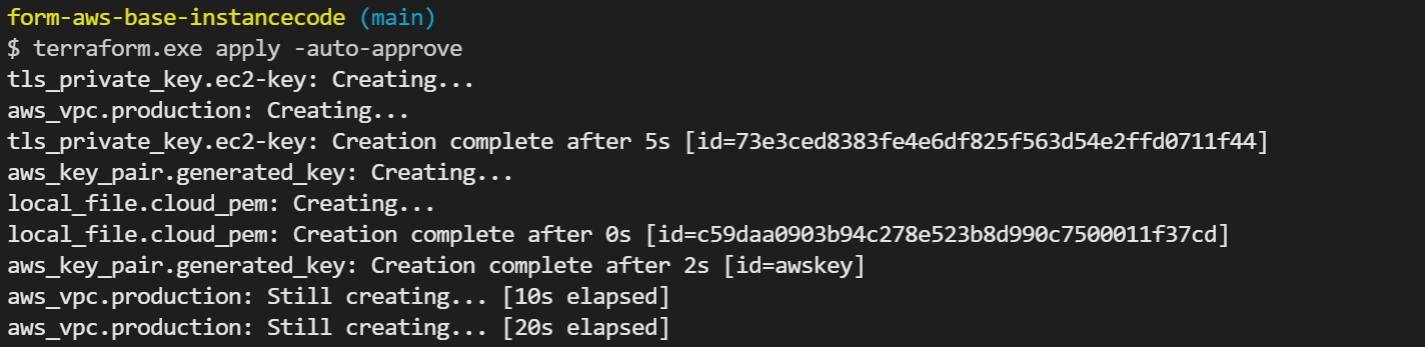 form-aws-base-instancecode (main)
$ terraform.exe apply -auto-approve
tls_private_key.ec2-key: Creating...
aws_vpc.production: Creating...
tls_private_key.ec2-key: Creation complete after 5s [id=73e3ced8383fe4e6df825f563d54e2ffd0711f44]
aws_key_pair.generated_key: Creating...
local_file.cloud_pem: Creating...
local_file.cloud_pem: Creation complete after 0s [id=c59daa0903b94c278e523b8d990c7500011f37cd]
aws_key_pair.generated_key: Creation complete after 2s [id=awskey]
aws_vpc.production: Still creating... [10s elapsed]
aws_vpc.production: Still creating... [20s elapsed]